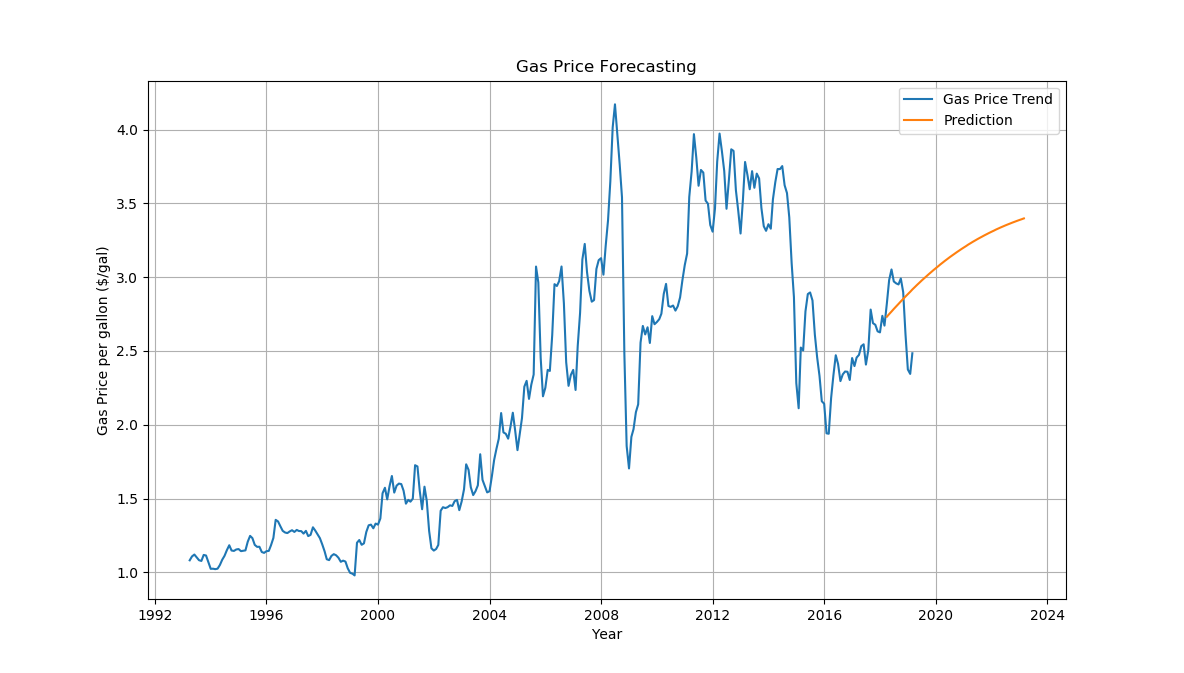 Gas Price Forecasting
Gas Price Trend
Prediction
Gas Price per gallon ($/gal)
4.0
3.5
3.0
2.5
2.0
1.5
1.0
1992 1996 2000 2004 2008 2012 2016 2020 2024
Year